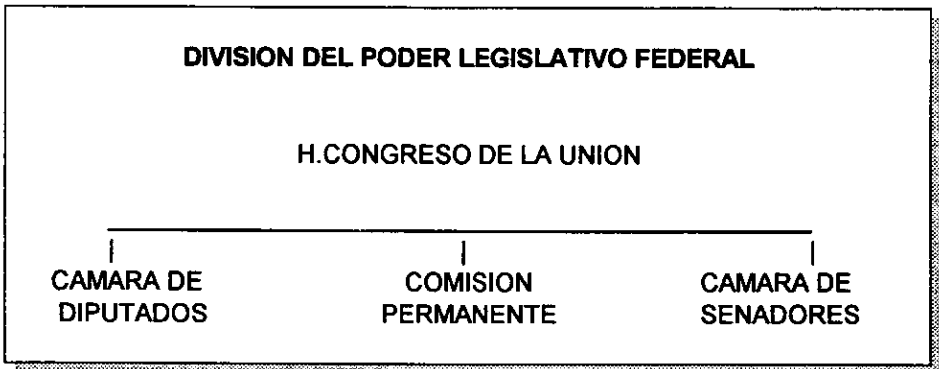 DIVISION DEL PODER LEGISLATIVO FEDERAL
H.CONGRESO DE LA UNION
CAMARA DE DIPUTADOS
COMISION PERMANENTE
CAMARA DE SENADORES